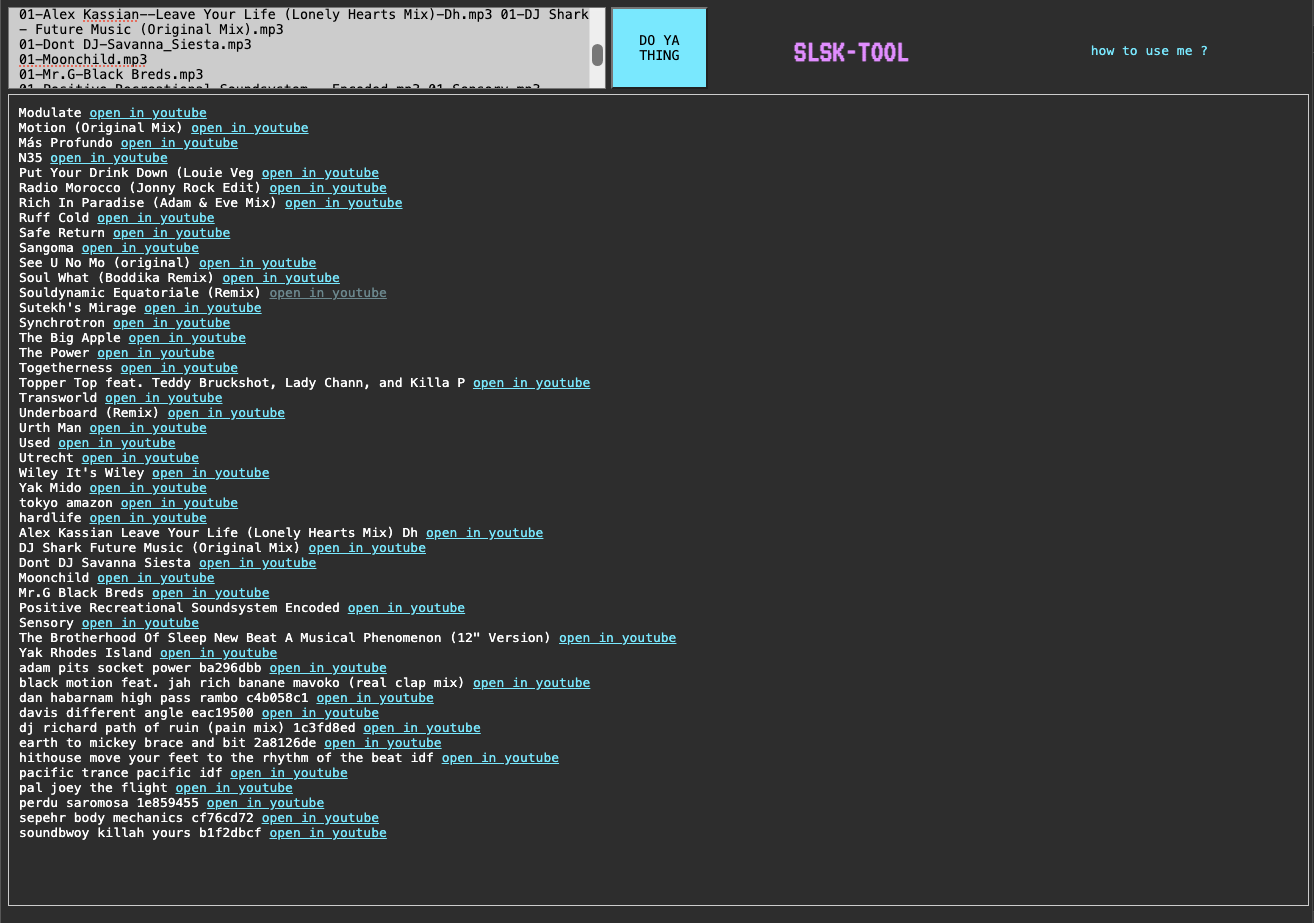 01-Alex Kassian--Leave Your Life (Lonely Hearts Mix)-Dh.mp3 01-DJ Shark
- Future Music (Original Mix).mp3
01-Dont DJ-Savanna_Siesta.mp3
01-Moonchild.mp3
01-Mr.G-Black Breds.mp3
01-Positive Recreational Soundsystem - Encoded.mp3 01-Sensory.mp3
DO YA
THING
SLSK-TOOL
how to use me ?
Modulate open in youtube
Motion (Original Mix) open in youtube
Más Profundo open in youtube
N35 open in youtube
Put Your Drink Down (Louie Veg open in youtube
Radio Morocco (Jonny Rock Edit) open in youtube
Rich In Paradise (Adam & Eve Mix) open in youtube
Ruff Cold open in youtube
Safe Return open in youtube
Sangoma open in youtube
See U No Mo (original) open in youtube
Soul What (Boddika Remix) open in youtube
Souldynamic Equatoriale (Remix) open in youtube
Sutekh's Mirage open in youtube
Synchrotron open in youtube
The Big Apple open in youtube
The Power open in youtube
Togetherness open in youtube
Topper Top feat. Teddy Bruckshot, Lady Chann, and Killa P open in youtube
Transworld open in youtube
Underboard (Remix) open in youtube
Urth Man open in youtube
Used open in youtube
Utrecht open in youtube
Wiley It's Wiley open in youtube
Yak Mido open in youtube
tokyo amazon open in youtube
hardlife open in youtube
Alex Kassian Leave Your Life (Lonely Hearts Mix) Dh open in youtube
DJ Shark Future Music (Original Mix) open in youtube
Dont DJ Savanna Siesta open in youtube
Moonchild open in youtube
Mr.G Black Breds open in youtube
Positive Recreational Soundsystem Encoded open in youtube
Sensory open in youtube
The Brotherhood Of Sleep New Beat A Musical Phenomenon (12" Version) open in youtube
Yak Rhodes Island open in youtube
adam pits socket power ba296dbb open in youtube
black motion feat. jah rich banane mavoko (real clap mix) open in youtube
dan habarnam high pass rambo c4b058c1 open in youtube
davis different angle eac19500 open in youtube
dj richard path of ruin (pain mix) 1c3fd8ed open in youtube
earth to mickey brace and bit 2a8126de open in youtube
hithouse move your feet to the rhythm of the beat idf open in youtube
pacific trance pacific idf open in youtube
pal joey the flight open in youtube
perdu saromosa 1e859455 open in youtube
sepehr body mechanics cf76cd72 open in youtube
soundbwoy killah yours b1f2dbcf open in youtube